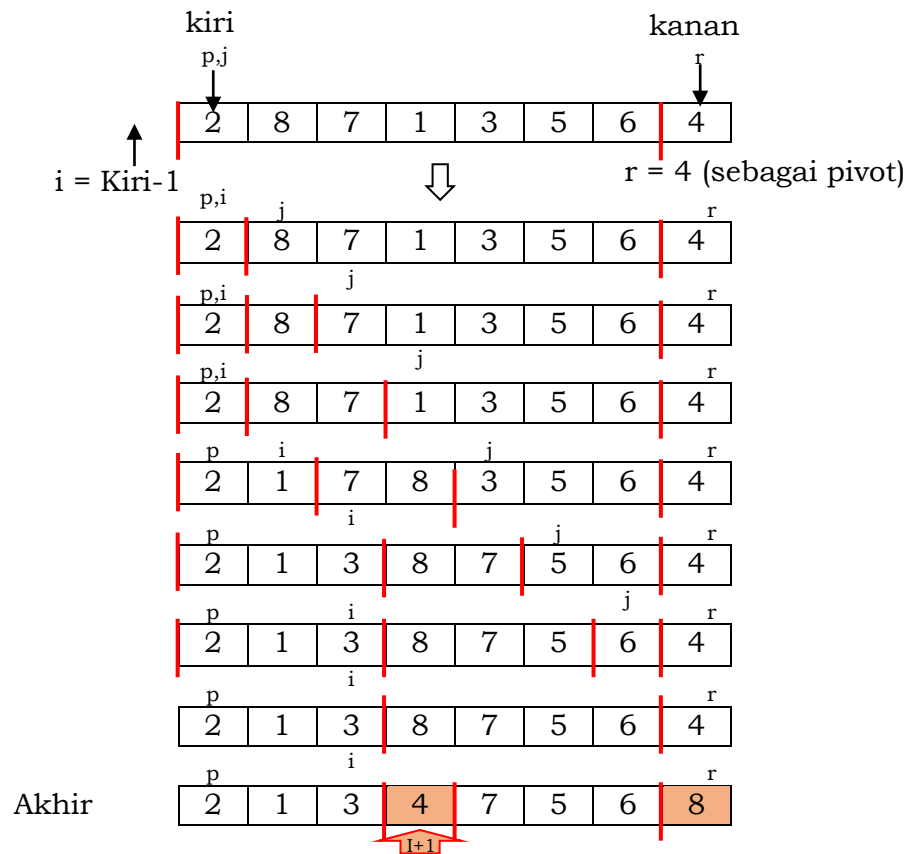 kiri kanan
p,j r
2 8 7 1 3 5 6 4
i = Kiri-1 r = 4 (sebagai pivot)
p,i j r
2 8 7 1 3 5 6 4
j
p,i r
2 8 7 1 3 5 6 4
j
p,i r
2 8 7 1 3 5 6 4
p i j r
2 1 7 8 3 5 6 4
i
p j r
2 1 3 8 7 5 6 4
j
p i r
2 1 3 8 7 5 6 4
i
p r
2 1 3 8 7 5 6 4
i
p r
Akhir 2 1 3 4 7 5 6 8
I+1